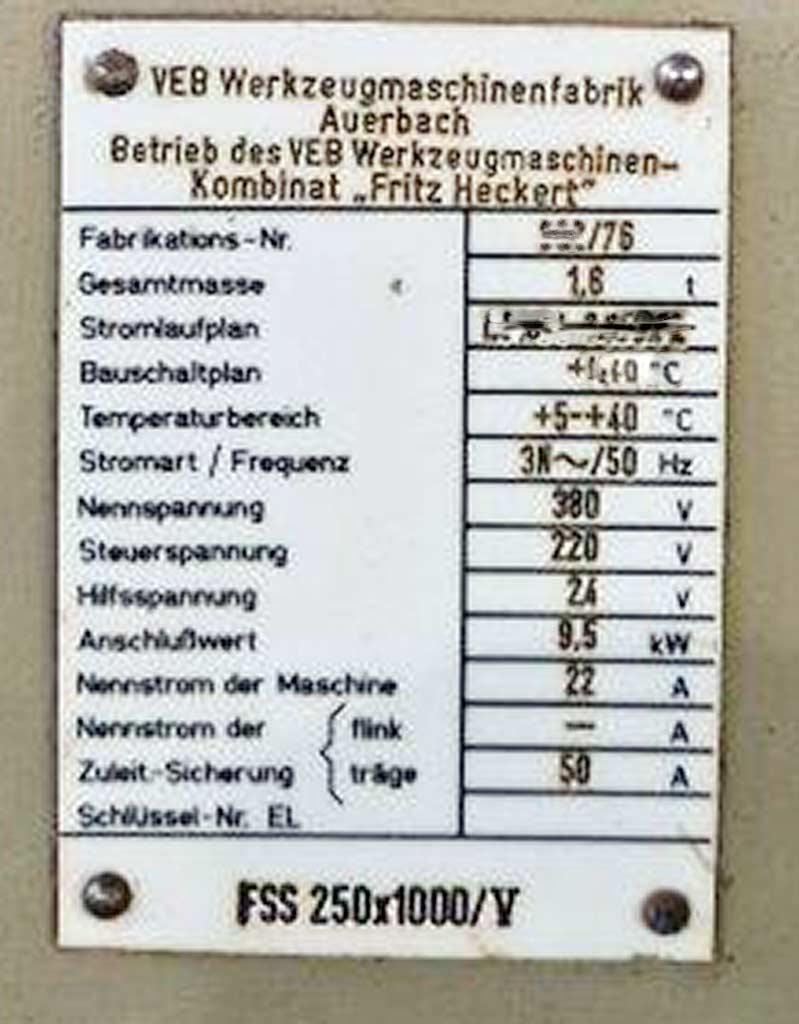 VEB Werkzeugmaschinenfabrik
Auerbach
Betrieb des VEB Werkzeugmaschinen-
Kombinat „Fritz Heckert"
Fabrikations-Nr. /76
Gesamtmasse 1,6 t
Stromlaufplan
Bauschaltplan °C
Temperaturbereich +5-+40 °C
Stromart / Frequenz 3N~/50 Hz
Nennspannung 380 V
Steuerspannung 220 V
Hilfsspannung 24 V
Anschlußwert 9,5 kW
Nennstrom der Maschine 22 A
Nennstrom der { flink — A
Zuleit.-Sicherung träge 50 A
Schlüssel-Nr. EL
FSS 250x1000/V